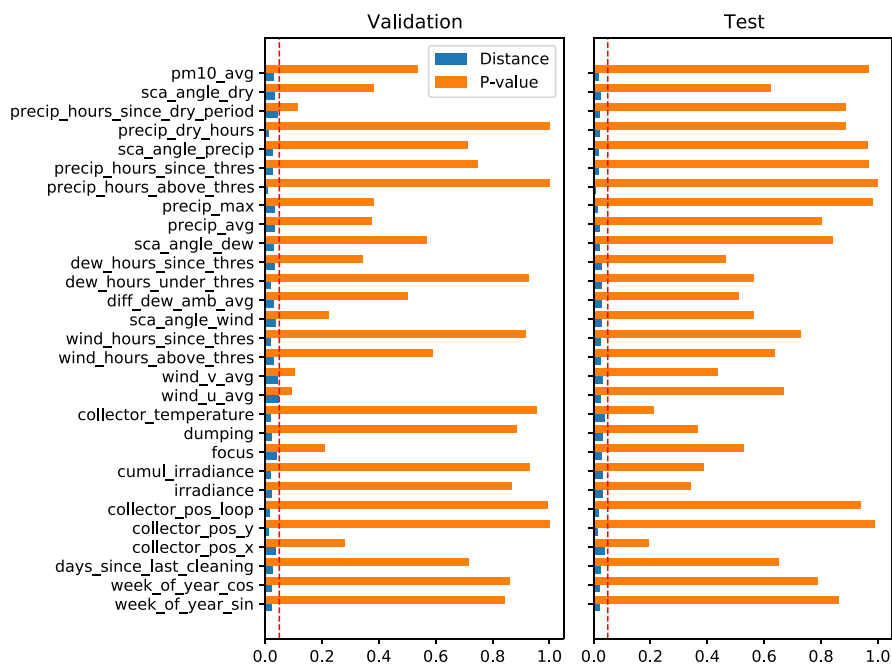 Validation
Test
Distance
P-value
pm10_avg
sca_angle_dry
precip_hours_since_dry_period
precip_dry_hours
sca_angle_precip
precip_hours_since_thres
precip_hours_above_thres
precip_max
precip_avg
sca_angle_dew
dew_hours_since_thres
dew_hours_under_thres
diff_dew_amb_avg
sca_angle_wind
wind_hours_since_thres
wind_hours_above_thres
wind_v_avg
wind_u_avg
collector_temperature
dumping
focus
cumul_irradiance
irradiance
collector_pos_loop
collector_pos_y
collector_pos_x
days_since_last_cleaning
week_of_year_cos
week_of_year_sin
0.0 0.2 0.4 0.6 0.8 1.0
0.0 0.2 0.4 0.6 0.8 1.0